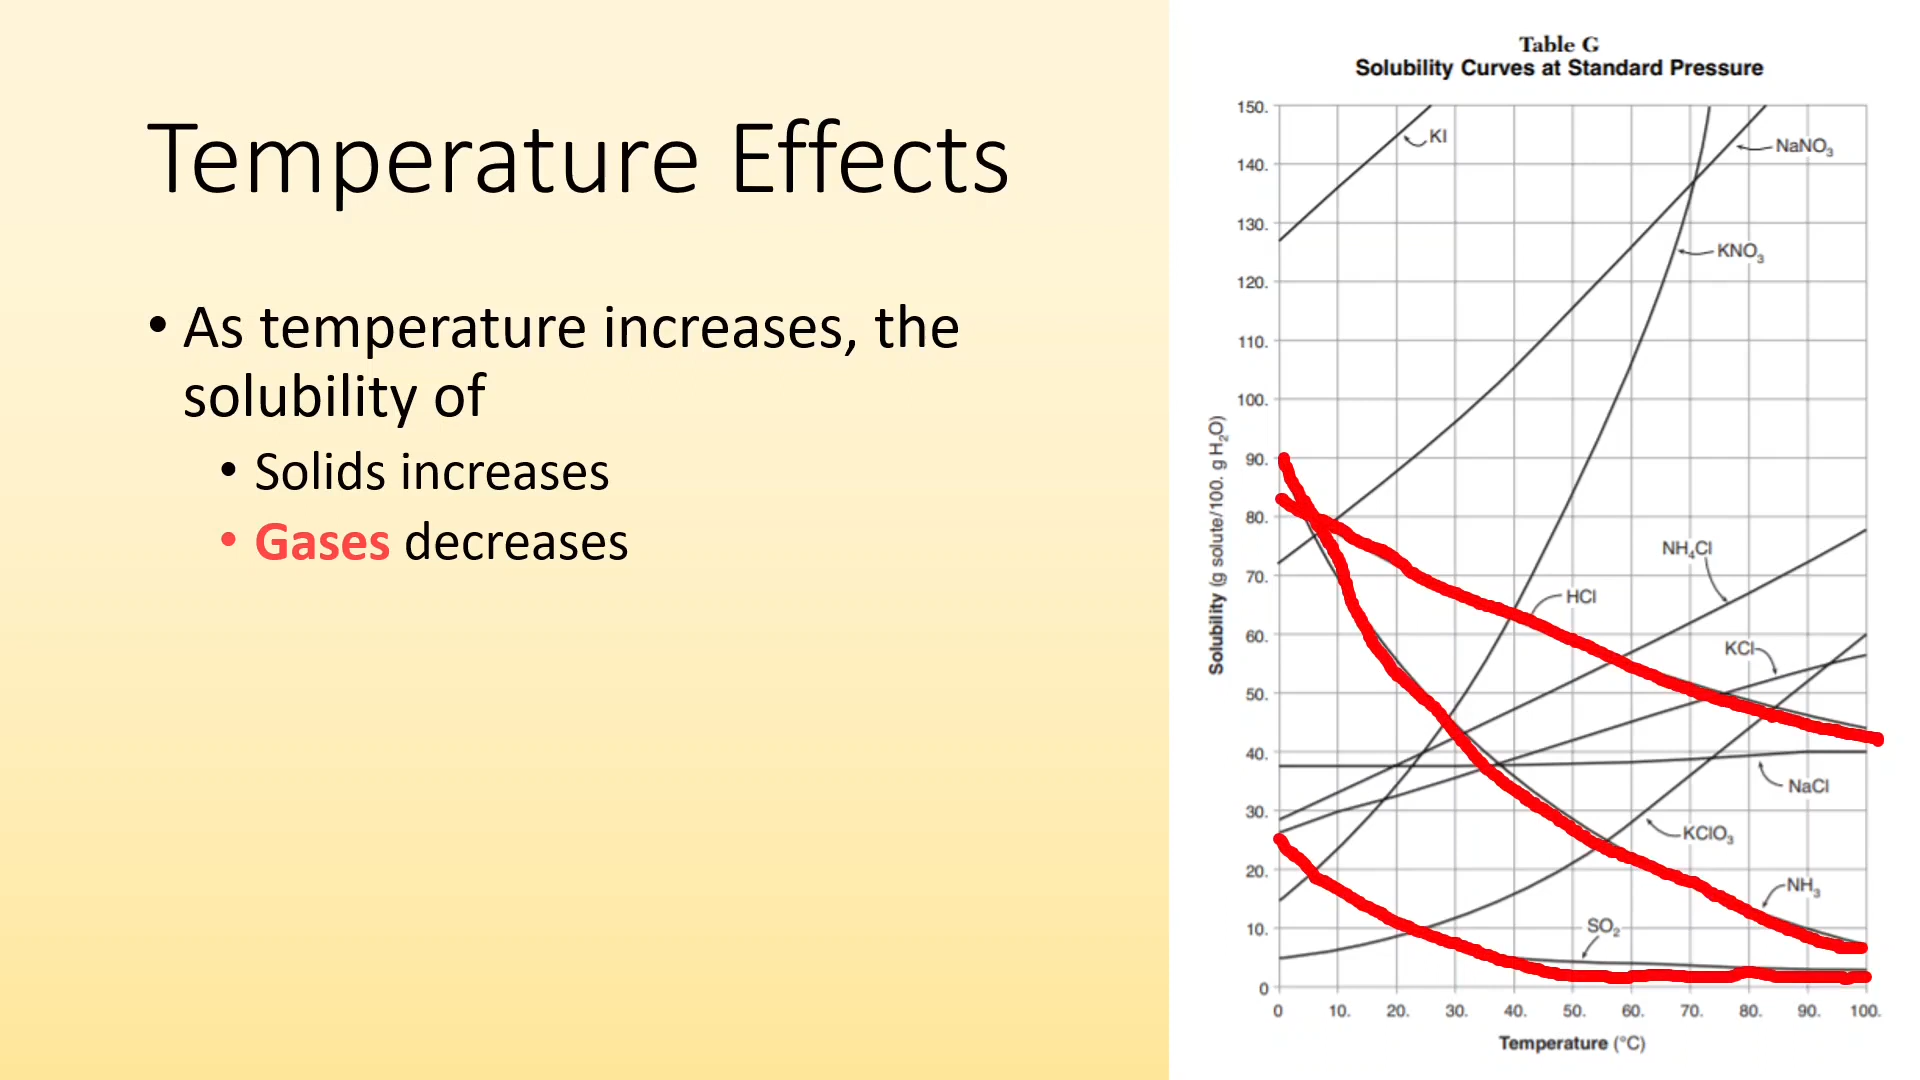 Temperature Effects
• As temperature increases, the
solubility of
• Solids increases
• Gases decreases
Table G
Solubility Curves at Standard Pressure
150.
140.
130.
120.
110.
100.
90.
80.
70.
60.
50.
40.
30.
20.
10.
0
Solubility (g solute/100. g H₂O)
KI
NaNO₃
KNO₃
NH₄Cl
HCl
KCl
NaCl
KClO₃
NH₃
SO₂
0 10. 20. 30. 40. 50. 60. 70. 80. 90. 100.
Temperature (°C)